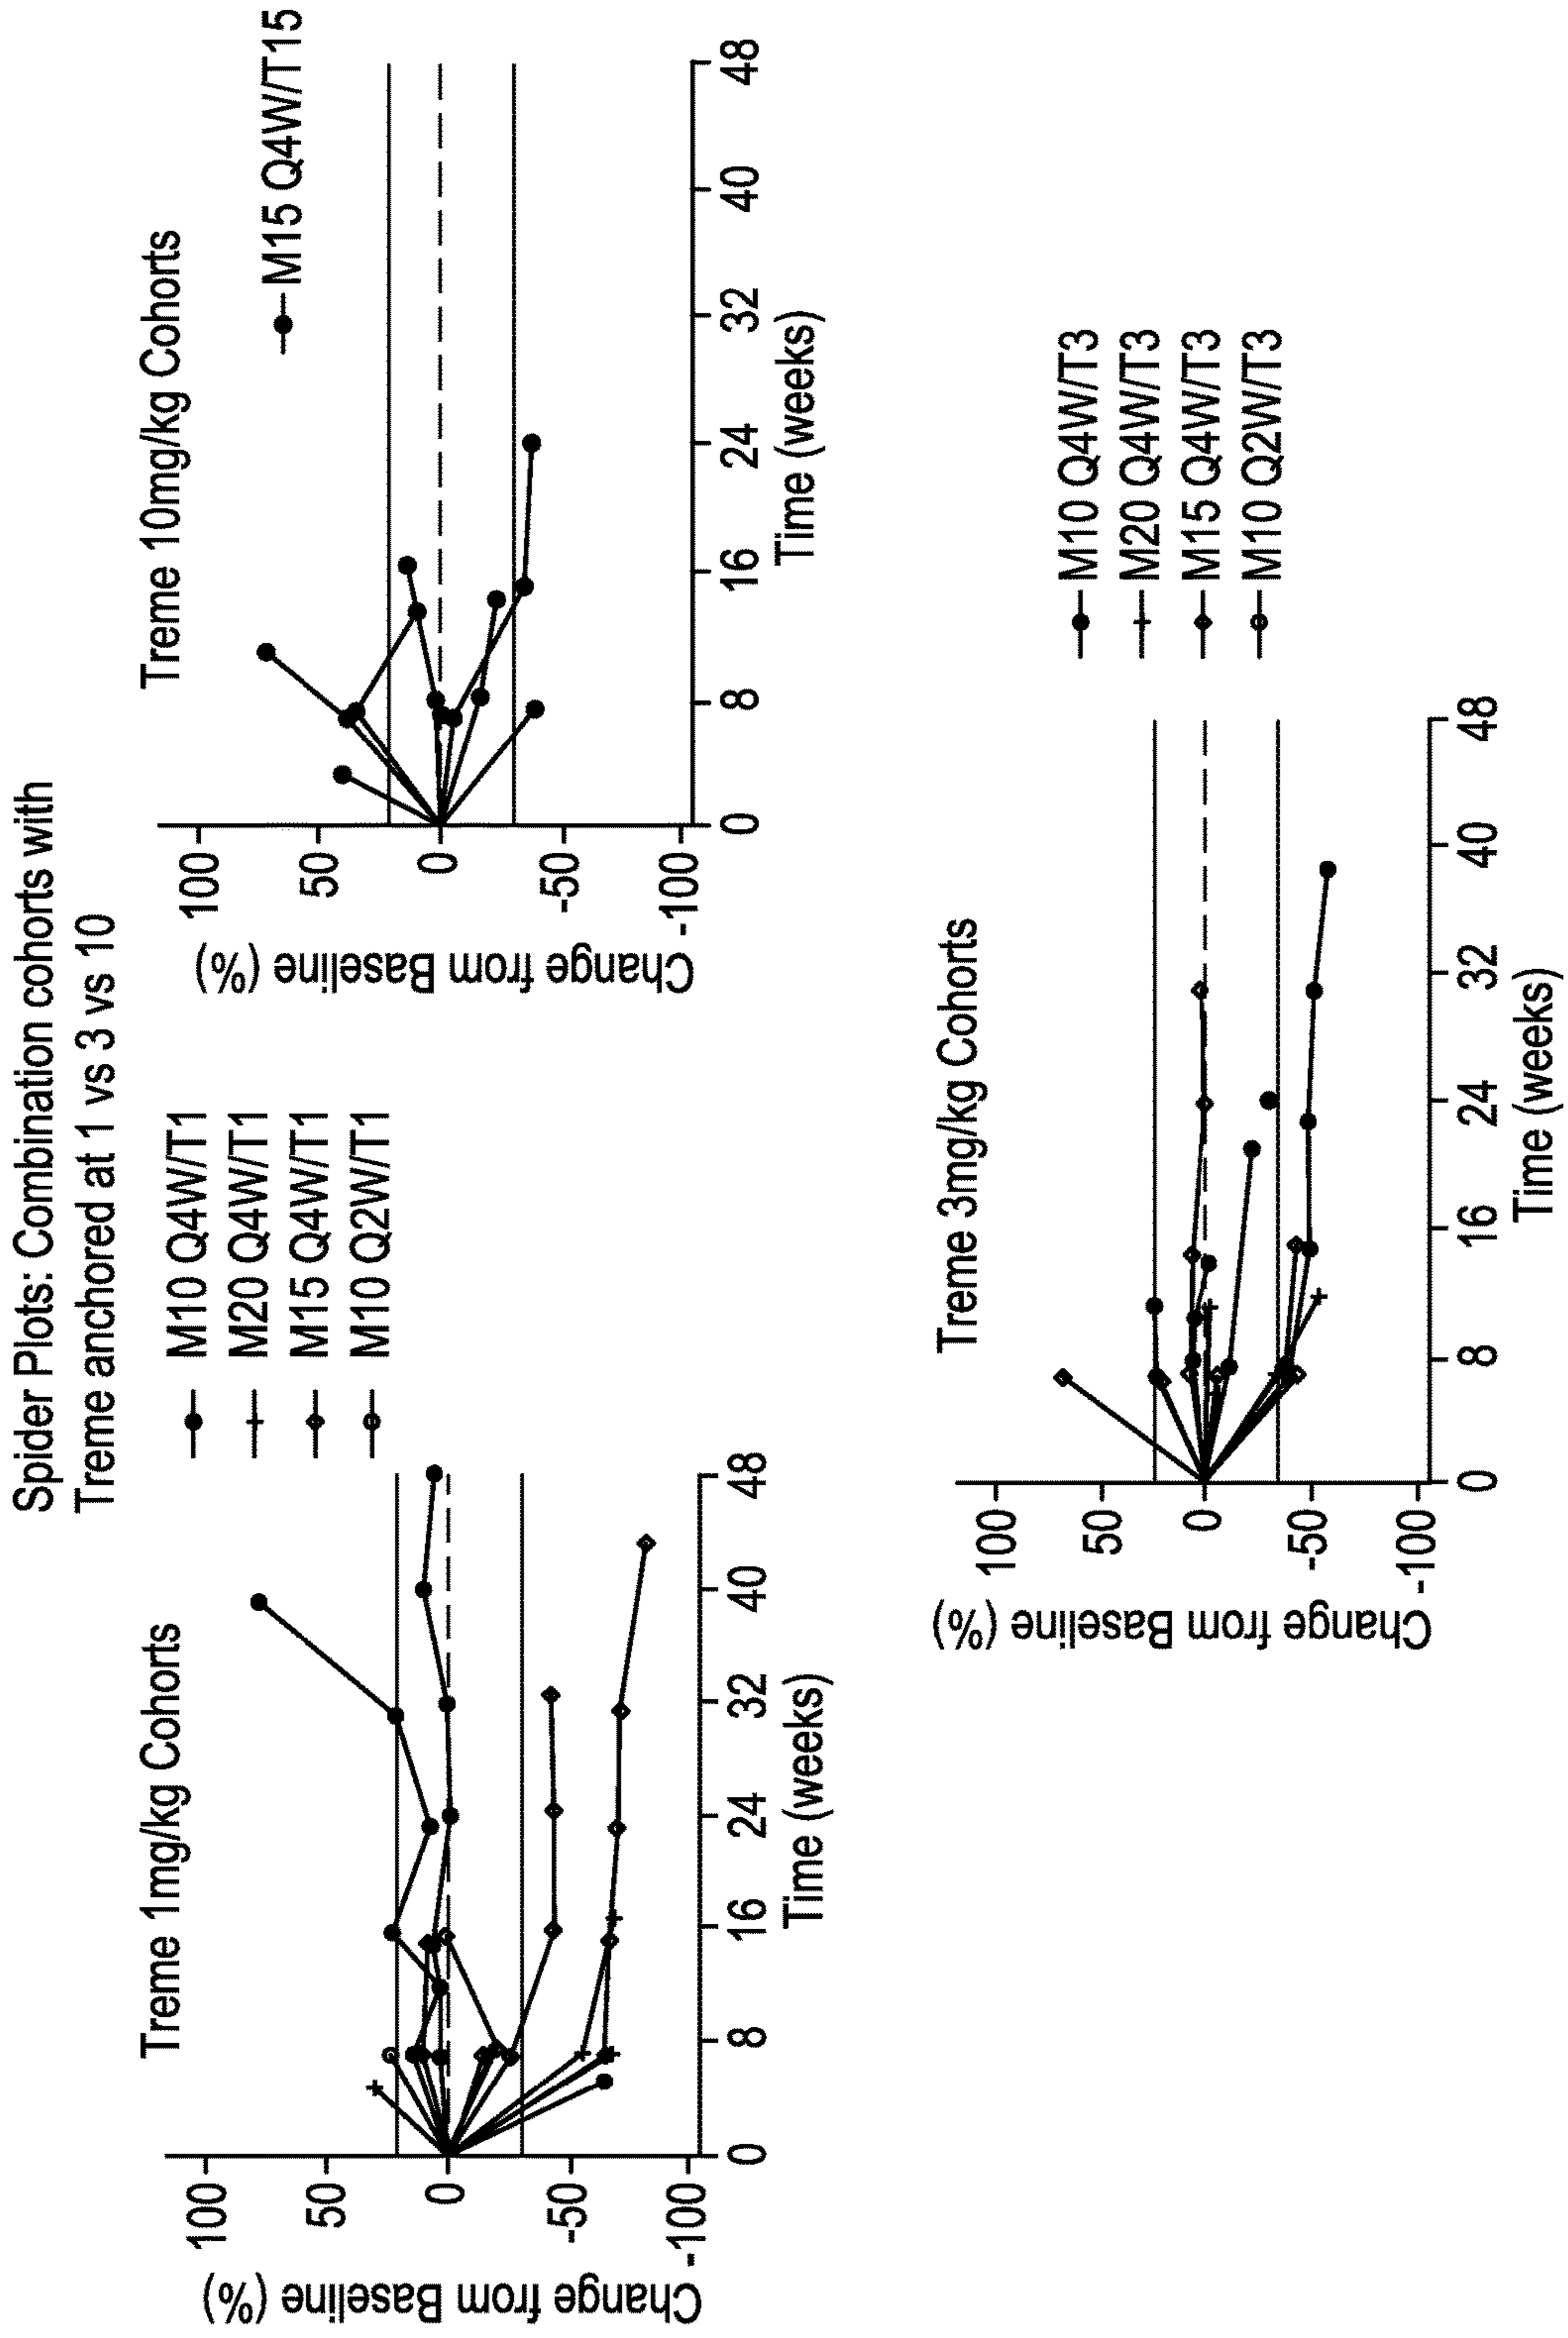 Spider Plots: Combination cohorts with
Treme anchored at 1 vs 3 vs 10
Treme 1mg/kg Cohorts
Change from Baseline (%)
100
50
0
-50
-100
0 8 16 24 32 40 48
Time (weeks)
M10 Q4W/T1
M20 Q4W/T1
M15 Q4W/T1
M10 Q2W/T1
Treme 10mg/kg Cohorts
Change from Baseline (%)
100
50
0
-50
-100
0 8 16 24 32 40 48
Time (weeks)
M15 Q4W/T15
Treme 3mg/kg Cohorts
Change from Baseline (%)
100
50
0
-50
-100
0 8 16 24 32 40 48
Time (weeks)
M10 Q4W/T3
M20 Q4W/T3
M15 Q4W/T3
M10 Q2W/T3